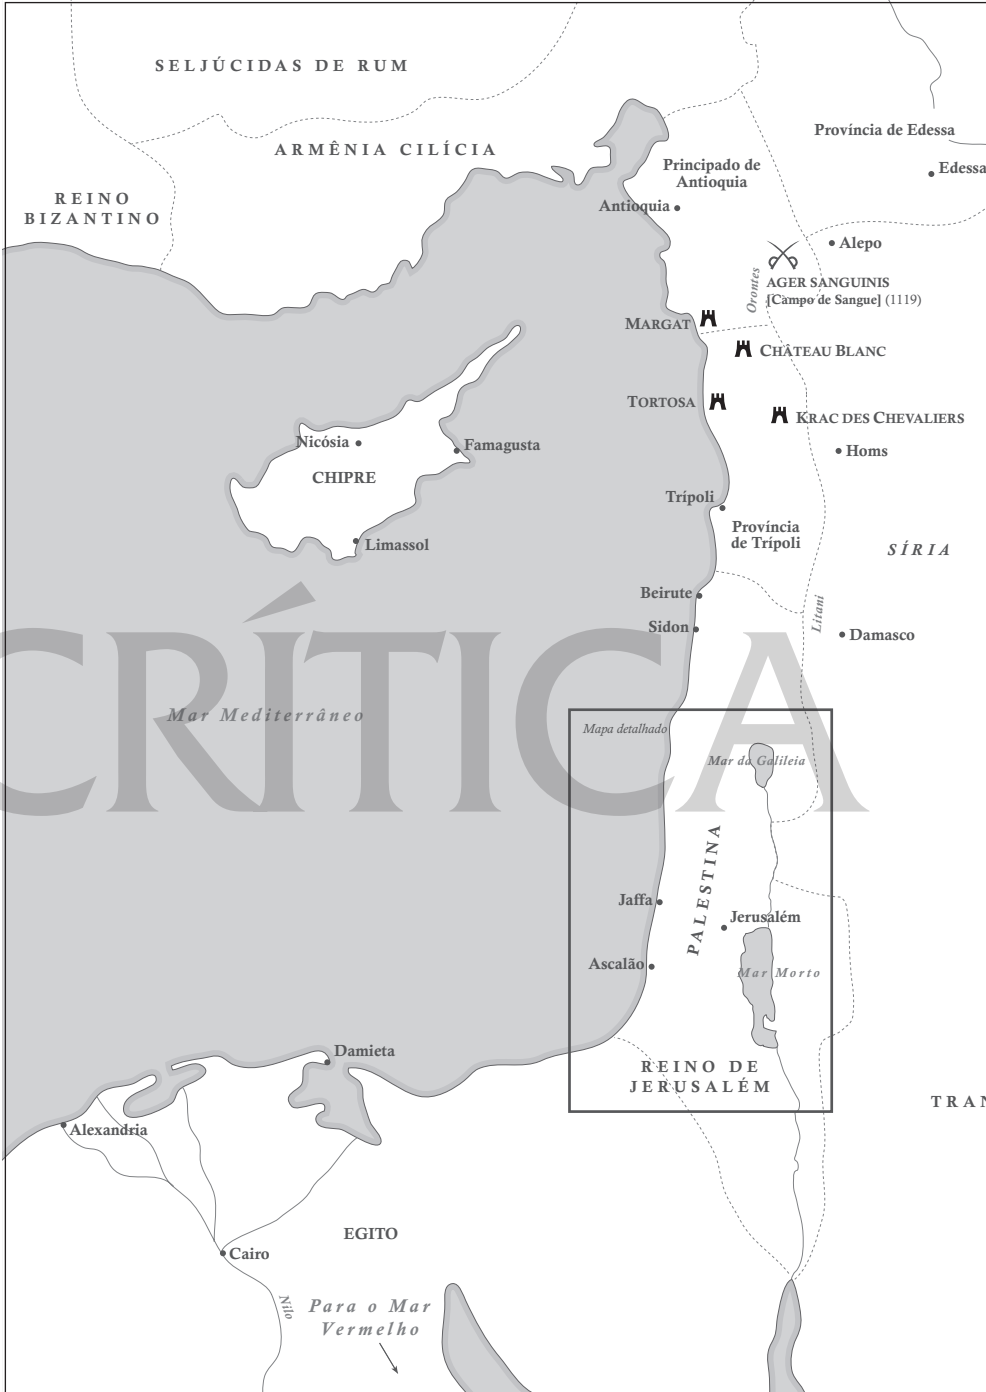 SELJÚCIDAS DE RUM
Província de Edessa
ARMÊNIA CILÍCIA
Edessa
Principado de
Antioquia
REINO
BIZANTINO
Antioquia
Alepo
Orontes
AGER SANGUINIS
[Campo de Sangue] (1119)
MARGAT
CHÂTEAU BLANC
TORTOSA
KRAC DES CHEVALIERS
Nicósia
Famagusta
Homs
CHIPRE
Trípoli
Província
de Trípoli
Limassol
SÍRIA
Beirute
Litani
Sidon
Damasco
CRÍTICA
Mar Mediterrâneo
Mapa detalhado
Mar da Galileia
PALESTINA
Jaffa
Jerusalém
Ascalão
Mar Morto
Damieta
REINO DE
JERUSALÉM
TRAN
Alexandria
EGITO
Cairo
Nilo
Para o Mar
Vermelho